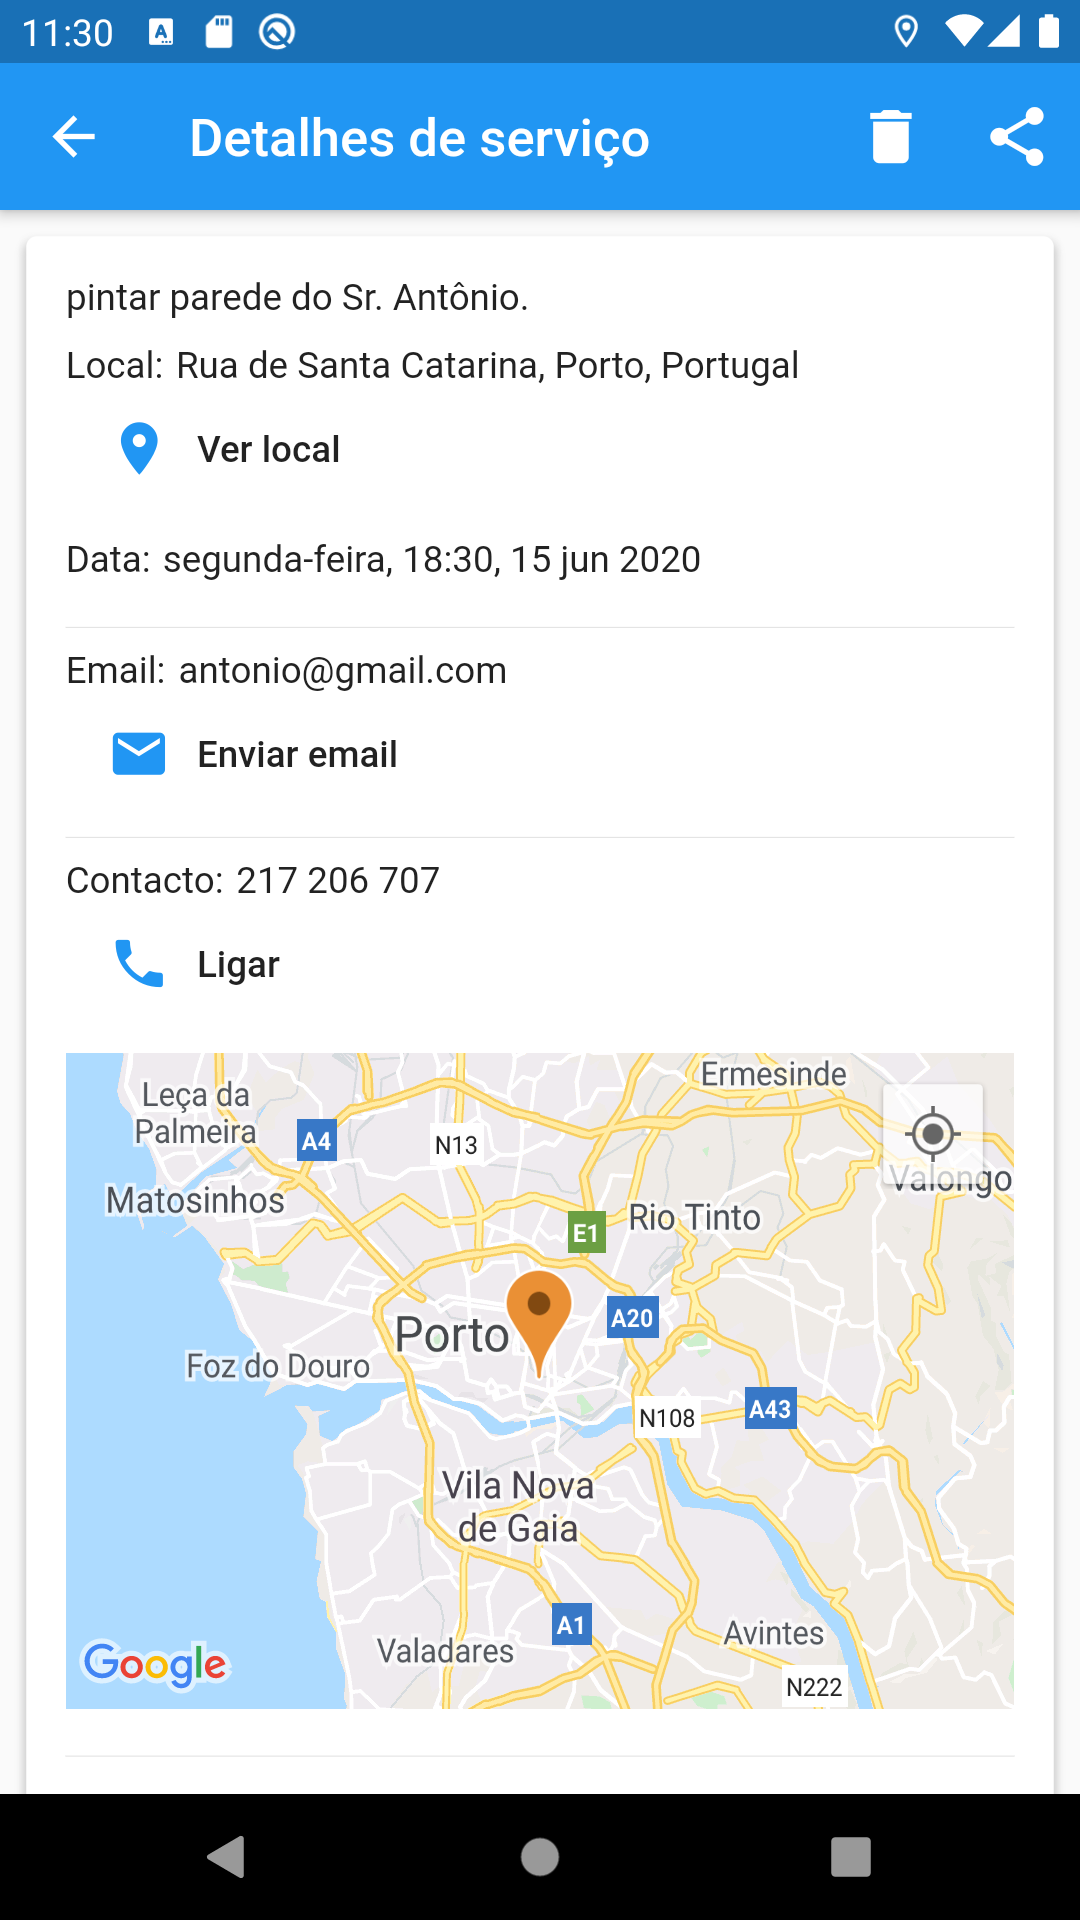 11:30
Detalhes de serviço
pintar parede do Sr. Antônio.
Local: Rua de Santa Catarina, Porto, Portugal
Ver local
Data: segunda-feira, 18:30, 15 jun 2020
Email: antonio@gmail.com
Enviar email
Contacto: 217 206 707
Ligar
Ermesinde
Leça da
Palmeira
A4
N13
Valongo
Matosinhos
Rio Tinto
E1
A20
Porto
Foz do Douro
A43
N108
Vila Nova
de Gaia
A1
Avintes
Valadares
Google
N222